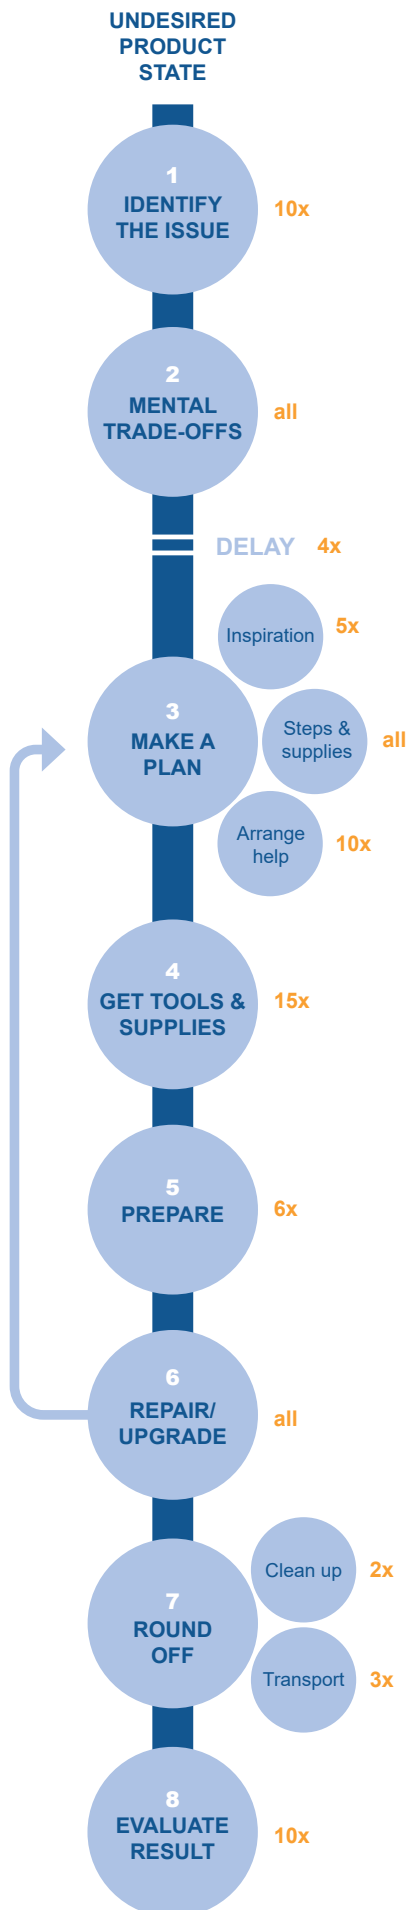 UNDESIRED
PRODUCT
STATE
1
IDENTIFY
THE ISSUE
10x
2
MENTAL
TRADE-OFFS
all
DELAY
4x
Inspiration
5x
3
MAKE A
PLAN
Steps &
supplies
all
Arrange
help
10x
4
GET TOOLS &
SUPPLIES
15x
5
PREPARE
6x
6
REPAIR/
UPGRADE
all
7
ROUND
OFF
Clean up
2x
Transport
3x
8
EVALUATE
RESULT
10x